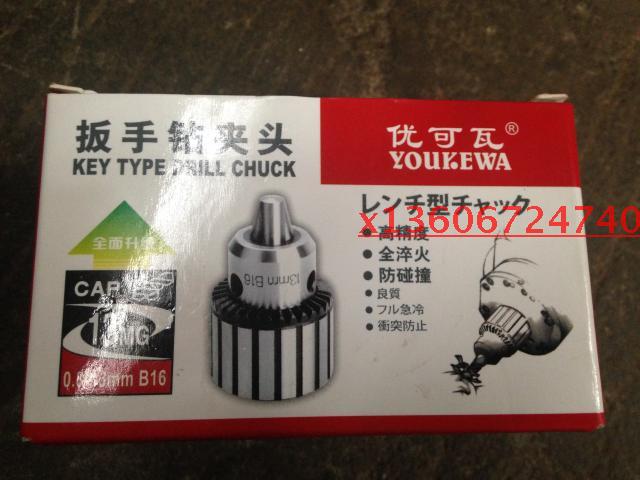 扳手钻夹头
KEY TYPE DRILL CHUCK
优可瓦®
YOUKEWA
レンチ型チャック
x13606724740
高精度
全淬火
防碰撞
良質
フル急冷
衝突防止
全面升级
CAP
13mm B16
B16